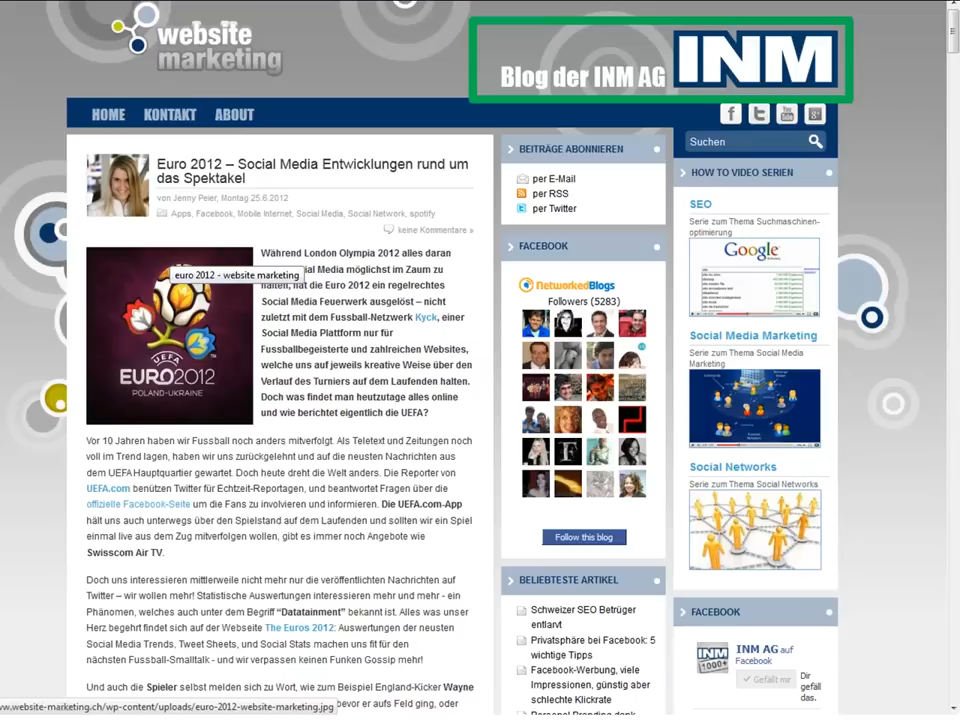 website
marketing
Blog der INM AG
INM
HOME
KONTAKT
ABOUT
Euro 2012 – Social Media Entwicklungen rund um
das Spektakel
von Jenny Peier, Montag 25.6.2012
Apps, Facebook, Mobile Internet, Social Media, Social Network, spotify
keine Kommentare »
euro 2012 - website marketing
UEFA
EURO2012
POLAND-UKRAINE
Während London Olympia 2012 alles daran
ial Media möglichst im Zaum zu
halten, hat die Euro 2012 ein regelrechtes
Social Media Feuerwerk ausgelöst – nicht
zuletzt mit dem Fussball-Netzwerk Kyck, einer
Social Media Plattform nur für
Fussballbegeisterte und zahlreichen Websites,
welche uns auf jeweils kreative Weise über den
Verlauf des Turniers auf dem Laufenden halten.
Doch was findet man heutzutage alles online
und wie berichtet eigentlich die UEFA?
Vor 10 Jahren haben wir Fussball noch anders mitverfolgt. Als Teletext und Zeitungen noch
voll im Trend lagen, haben wir uns zurückgelehnt und auf die neusten Nachrichten aus
dem UEFA Hauptquartier gewartet. Doch heute dreht die Welt anders. Die Reporter von
UEFA.com benützen Twitter für Echtzeit-Reportagen, und beantwortet Fragen über die
offizielle Facebook-Seite um die Fans zu involvieren und informieren. Die UEFA.com-App
hält uns auch unterwegs über den Spielstand auf dem Laufenden und sollten wir ein Spiel
einmal live aus dem Zug mitverfolgen wollen, gibt es immer noch Angebote wie
Swisscom Air TV.
Doch uns interessieren mittlerweile nicht mehr nur die veröffentlichten Nachrichten auf
Twitter – wir wollen mehr! Statistische Auswertungen interessieren mehr und mehr - ein
Phänomen, welches auch unter dem Begriff “Datatainment” bekannt ist. Alles was unser
Herz begehrt findet sich auf der Webseite The Euros 2012: Auswertungen der neusten
Social Media Trends, Tweet Sheets, und Social Stats machen uns fit für den
nächsten Fussball-Smalltalk - und wir verpassen keinen Funken Gossip mehr!
Und auch die Spieler selbst melden sich zu Wort, wie zum Beispiel England-Kicker Wayne
bevor er aufs Feld ging, oder
ww.website-marketing.ch/wp-content/uploads/euro-2012-website-marketing.jpg
BEITRÄGE ABONNIEREN
per E-Mail
per RSS
per Twitter
FACEBOOK
NetworkedBlogs
Followers (5283)
F
Follow this blog
BELIEBTESTE ARTIKEL
Schweizer SEO Betrüger
entlarvt
Privatsphäre bei Facebook: 5
wichtige Tipps
Facebook-Werbung, viele
Impressionen, günstig aber
schlechte Klickrate
Personal Branding dank
f
t
You
Tube
g+
Suchen
HOW TO VIDEO SERIEN
SEO
Serie zum Thema Suchmaschinen-
optimierung
Google
Social Media Marketing
Serie zum Thema Social Media
Marketing
Social Networks
Serie zum Thema Social Networks
FACEBOOK
INM
1000+
INM AG auf
Facebook
Gefällt mir
Dir
gefäll
das.